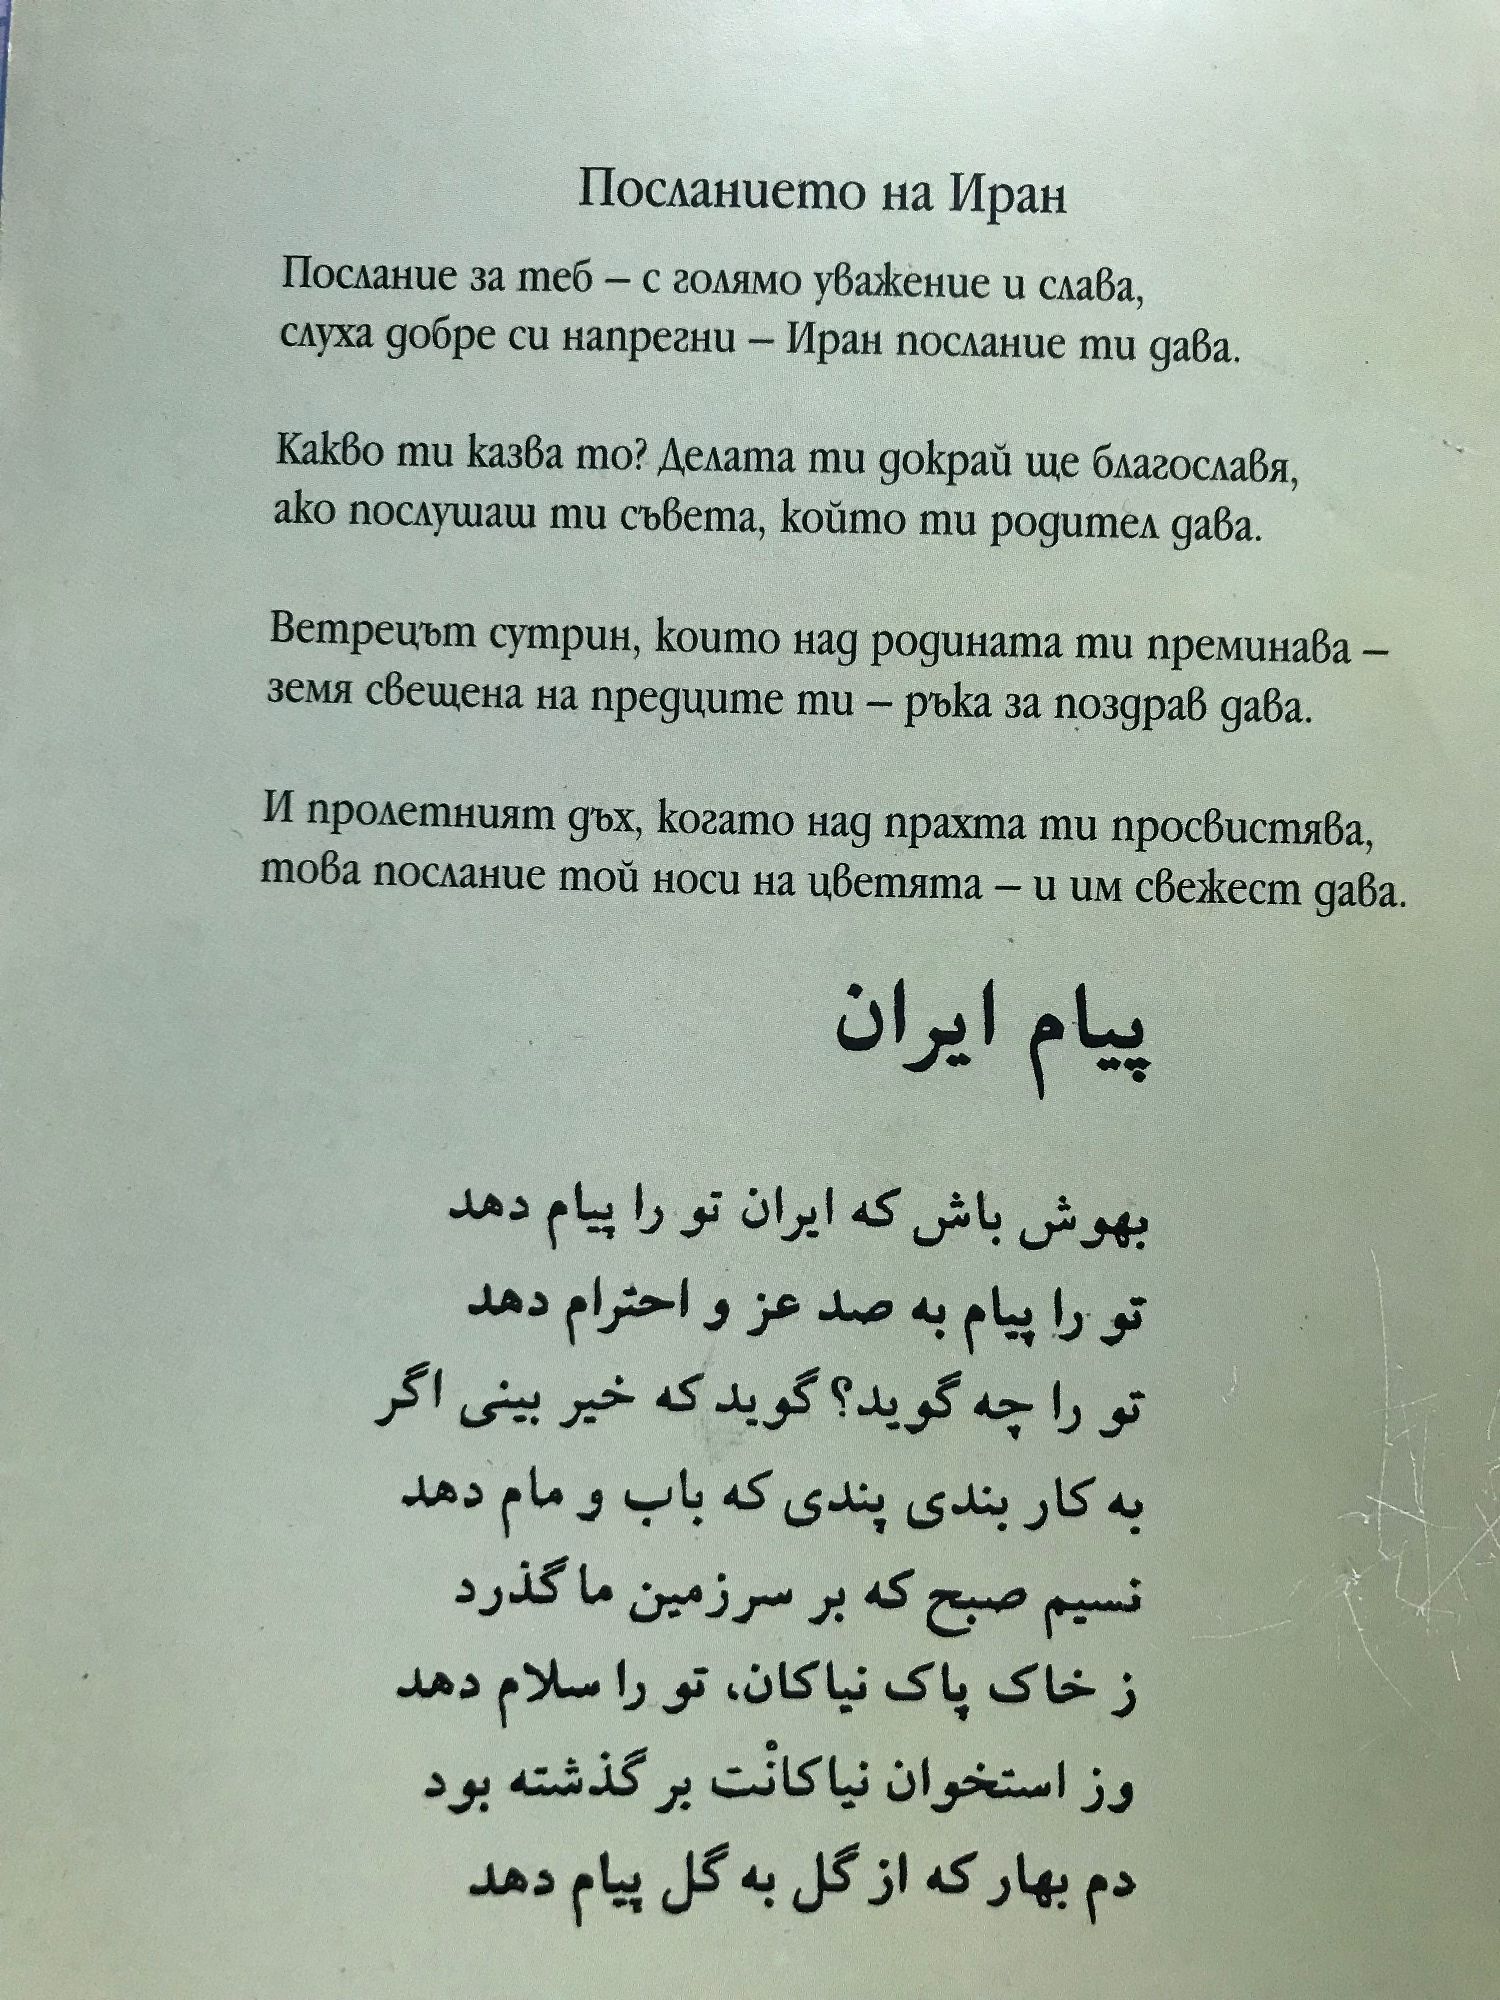 Посланието на Иран
Послание за теб – с голямо уважение и слава,
слуха добре си напрегни – Иран послание ти дава.
Какво ти казва то? Делата ти докрай ще благославя,
ако послушаш ти съвета, който ти родител дава.
Ветрецът сутрин, които над родината ти преминава –
земя свещена на предците ти – ръка за поздрав дава.
И пролетният дъх, когато над прахта ти просвистява,
това послание той носи на цветята – и им свежест дава.
پیام ایران
بهوش باش که ایران تو را پیام دهد
تو را پیام به صد عز و احترام دهد
تو را چه گوید؟ گوید که خیر بینی اگر
به کار بندی پندی که باب و مام دهد
نسیم صبح که بر سرزمین ما گذرد
ز خاک پاک نیاکان، تو را سلام دهد
وز استخوان نیاکانْت بر گذشته بود
دم بهار که از گل به گل پیام دهد